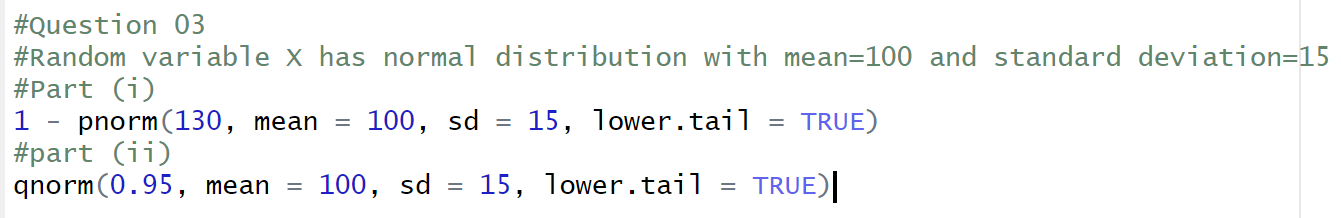 #Question 03
#Random variable X has normal distribution with mean=100 and standard deviation=15
#Part (i)
1 - pnorm(130, mean = 100, sd = 15, lower.tail = TRUE)
#part (ii)
qnorm(0.95, mean = 100, sd = 15, lower.tail = TRUE)